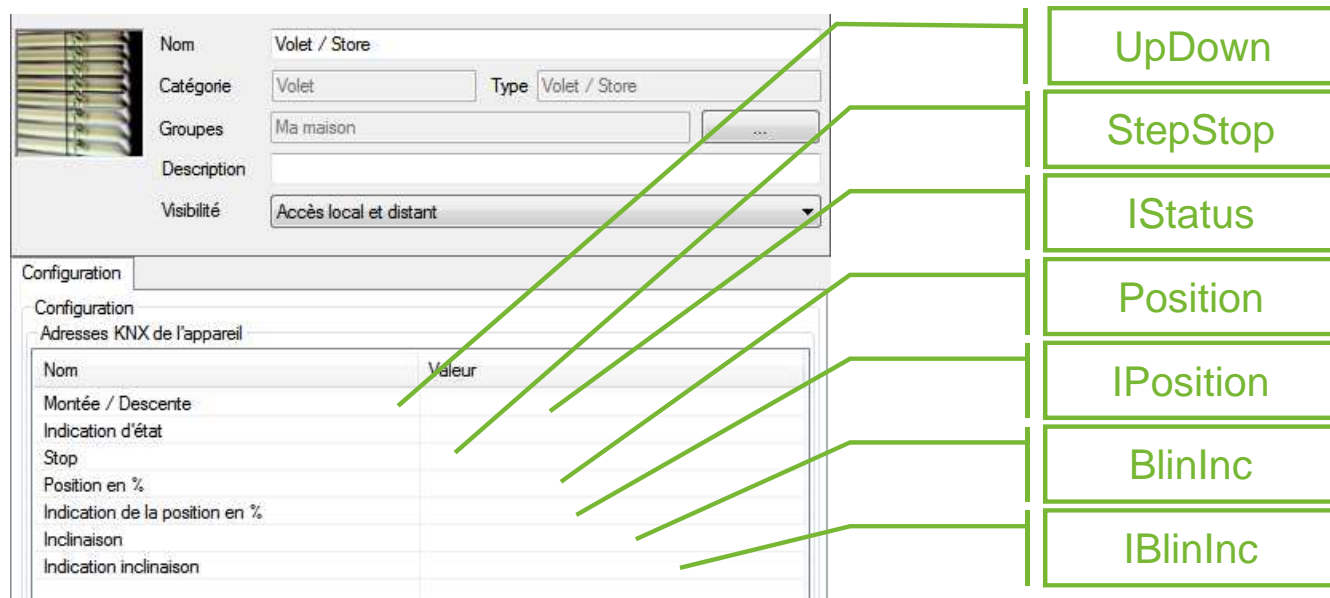 Nom Volet / Store
Catégorie Volet Type Volet / Store
Groupes Ma maison ...
Description
Visibilité Accès local et distant
Configuration
Configuration
Adresses KNX de l'appareil
Nom Valeur
Montée / Descente
Indication d'état
Stop
Position en %
Indication de la position en %
Inclinaison
Indication inclinaison
UpDown
StepStop
IStatus
Position
IPosition
BlinInc
IBlinInc